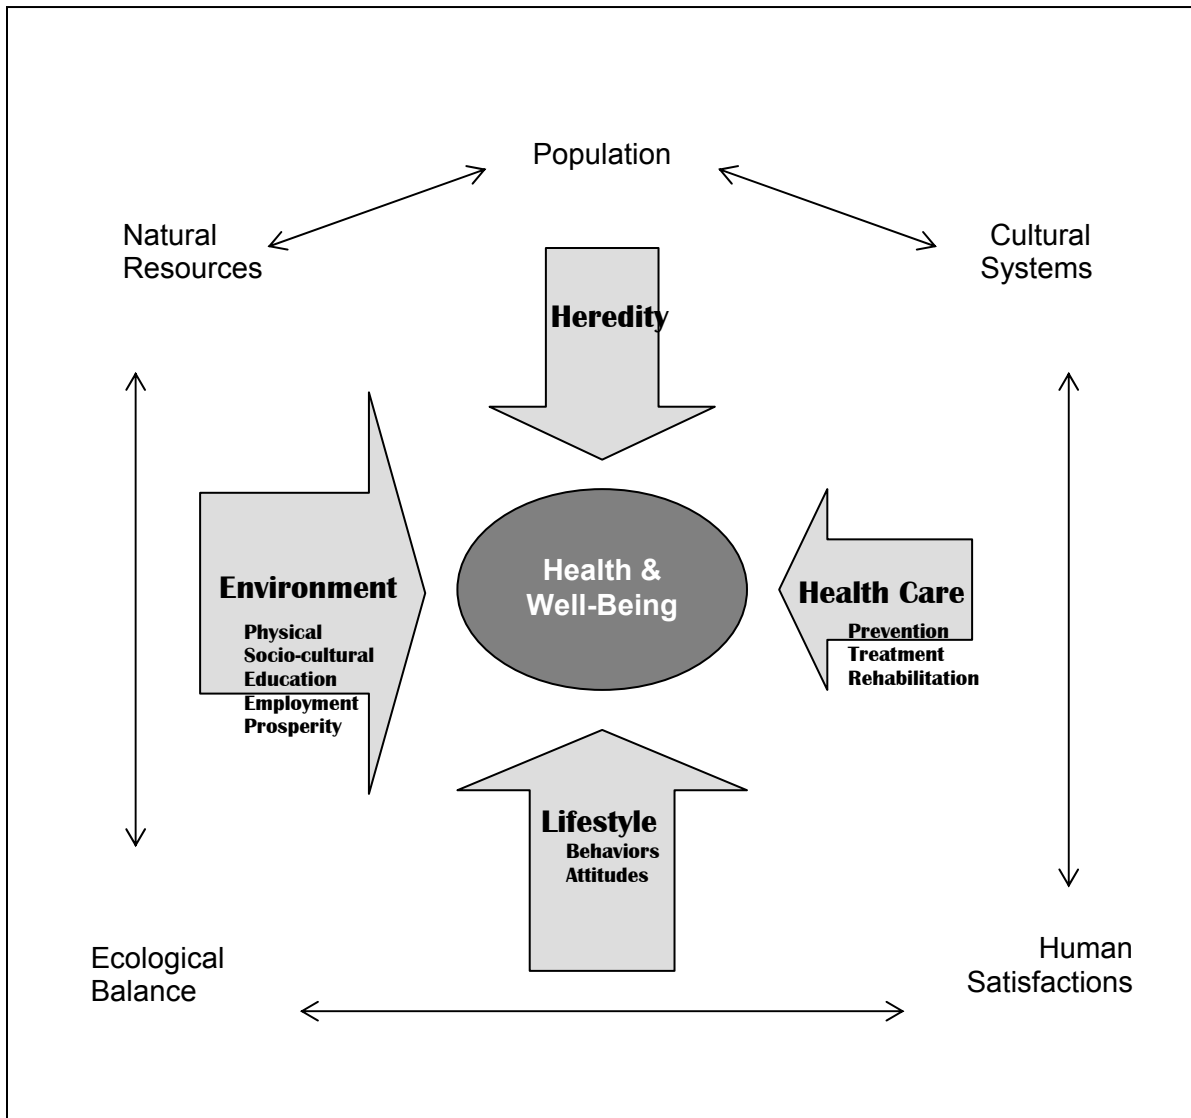 Population
Natural
Resources
Cultural
Systems
Heredity
Environment
Physical
Socio-cultural
Education
Employment
Prosperity
Health &
Well-Being
Health Care
Prevention
Treatment
Rehabilitation
Lifestyle
Behaviors
Attitudes
Ecological
Balance
Human
Satisfactions